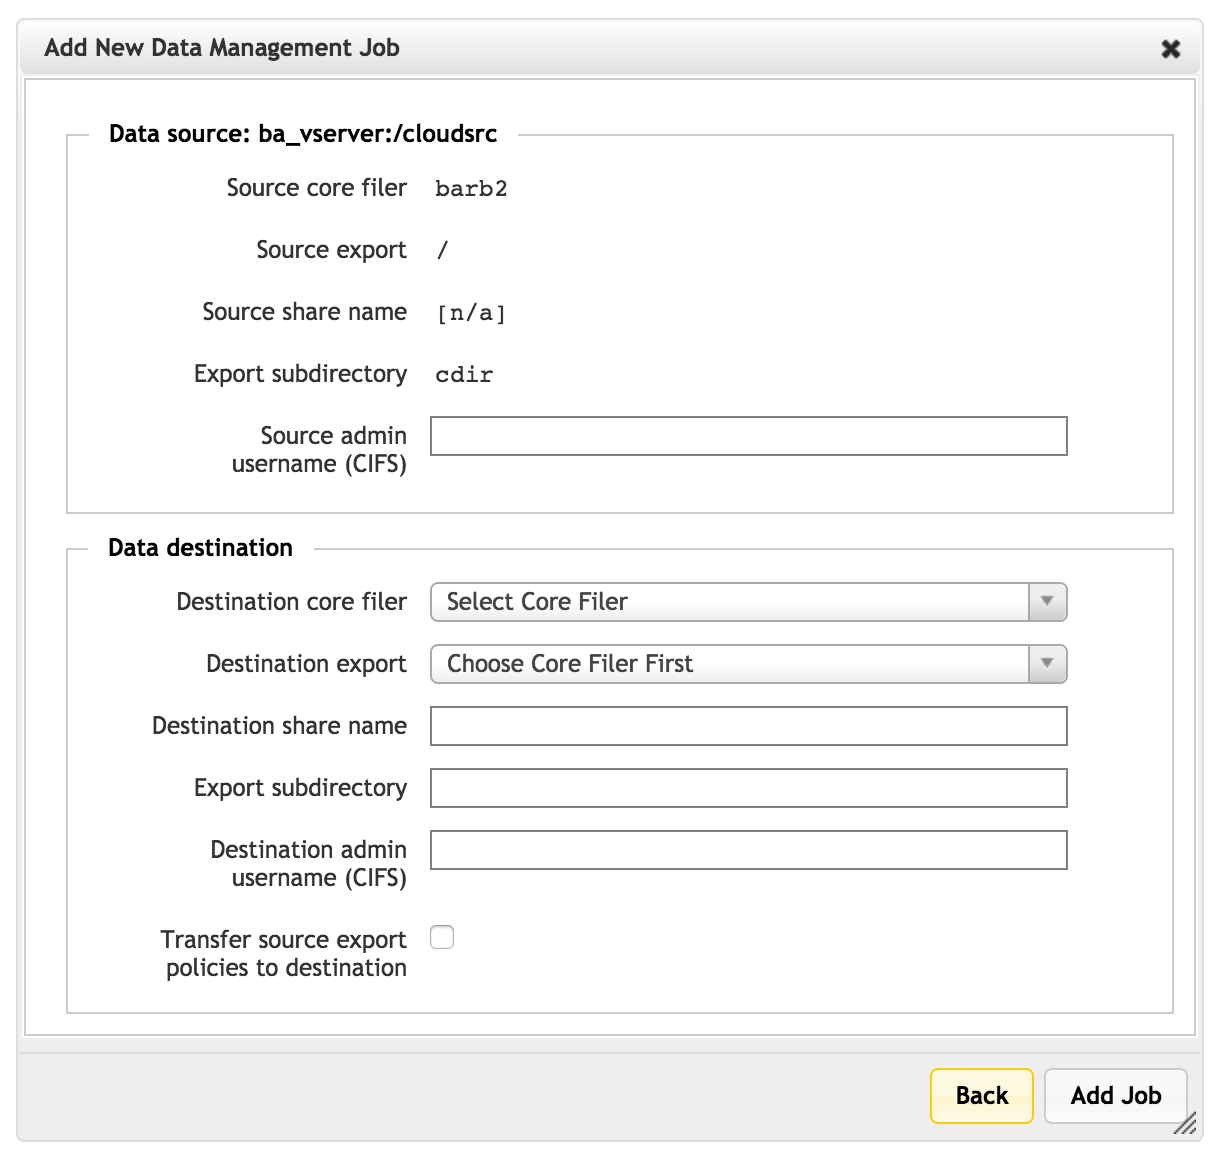 Add New Data Management Job
Data source: ba_vserver:/cloudsrc
Source core filer barb2
Source export /
Source share name [n/a]
Export subdirectory cdir
Source admin
username (CIFS)
Data destination
Destination core filer Select Core Filer
Destination export Choose Core Filer First
Destination share name
Export subdirectory
Destination admin
username (CIFS)
Transfer source export
policies to destination
Back Add Job